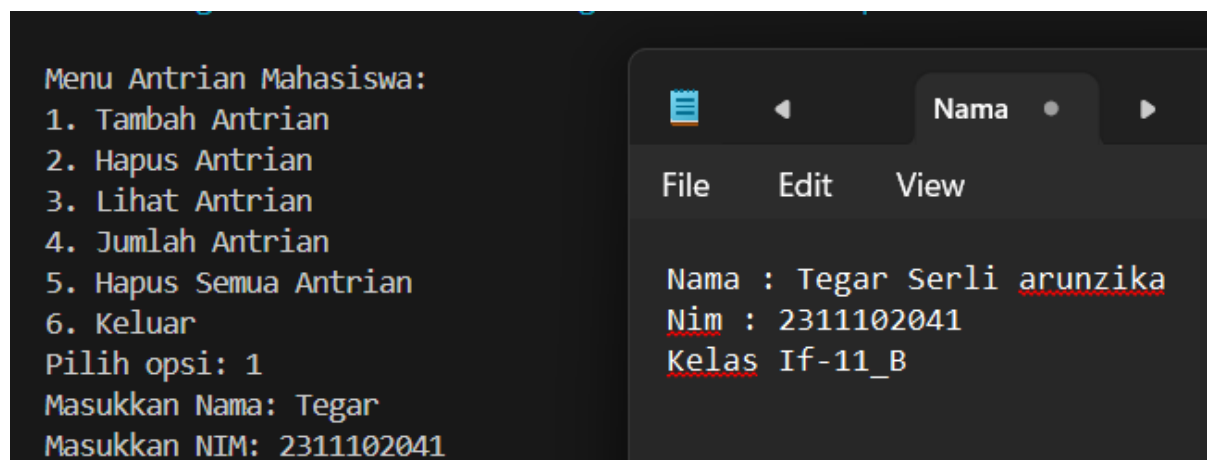 Menu Antrian Mahasiswa:
1. Tambah Antrian
2. Hapus Antrian
3. Lihat Antrian
4. Jumlah Antrian
5. Hapus Semua Antrian
6. Keluar
Pilih opsi: 1
Masukkan Nama: Tegar
Masukkan NIM: 2311102041
Nama
File Edit View
Nama : Tegar Serli arunzika
Nim : 2311102041
Kelas If-11_B